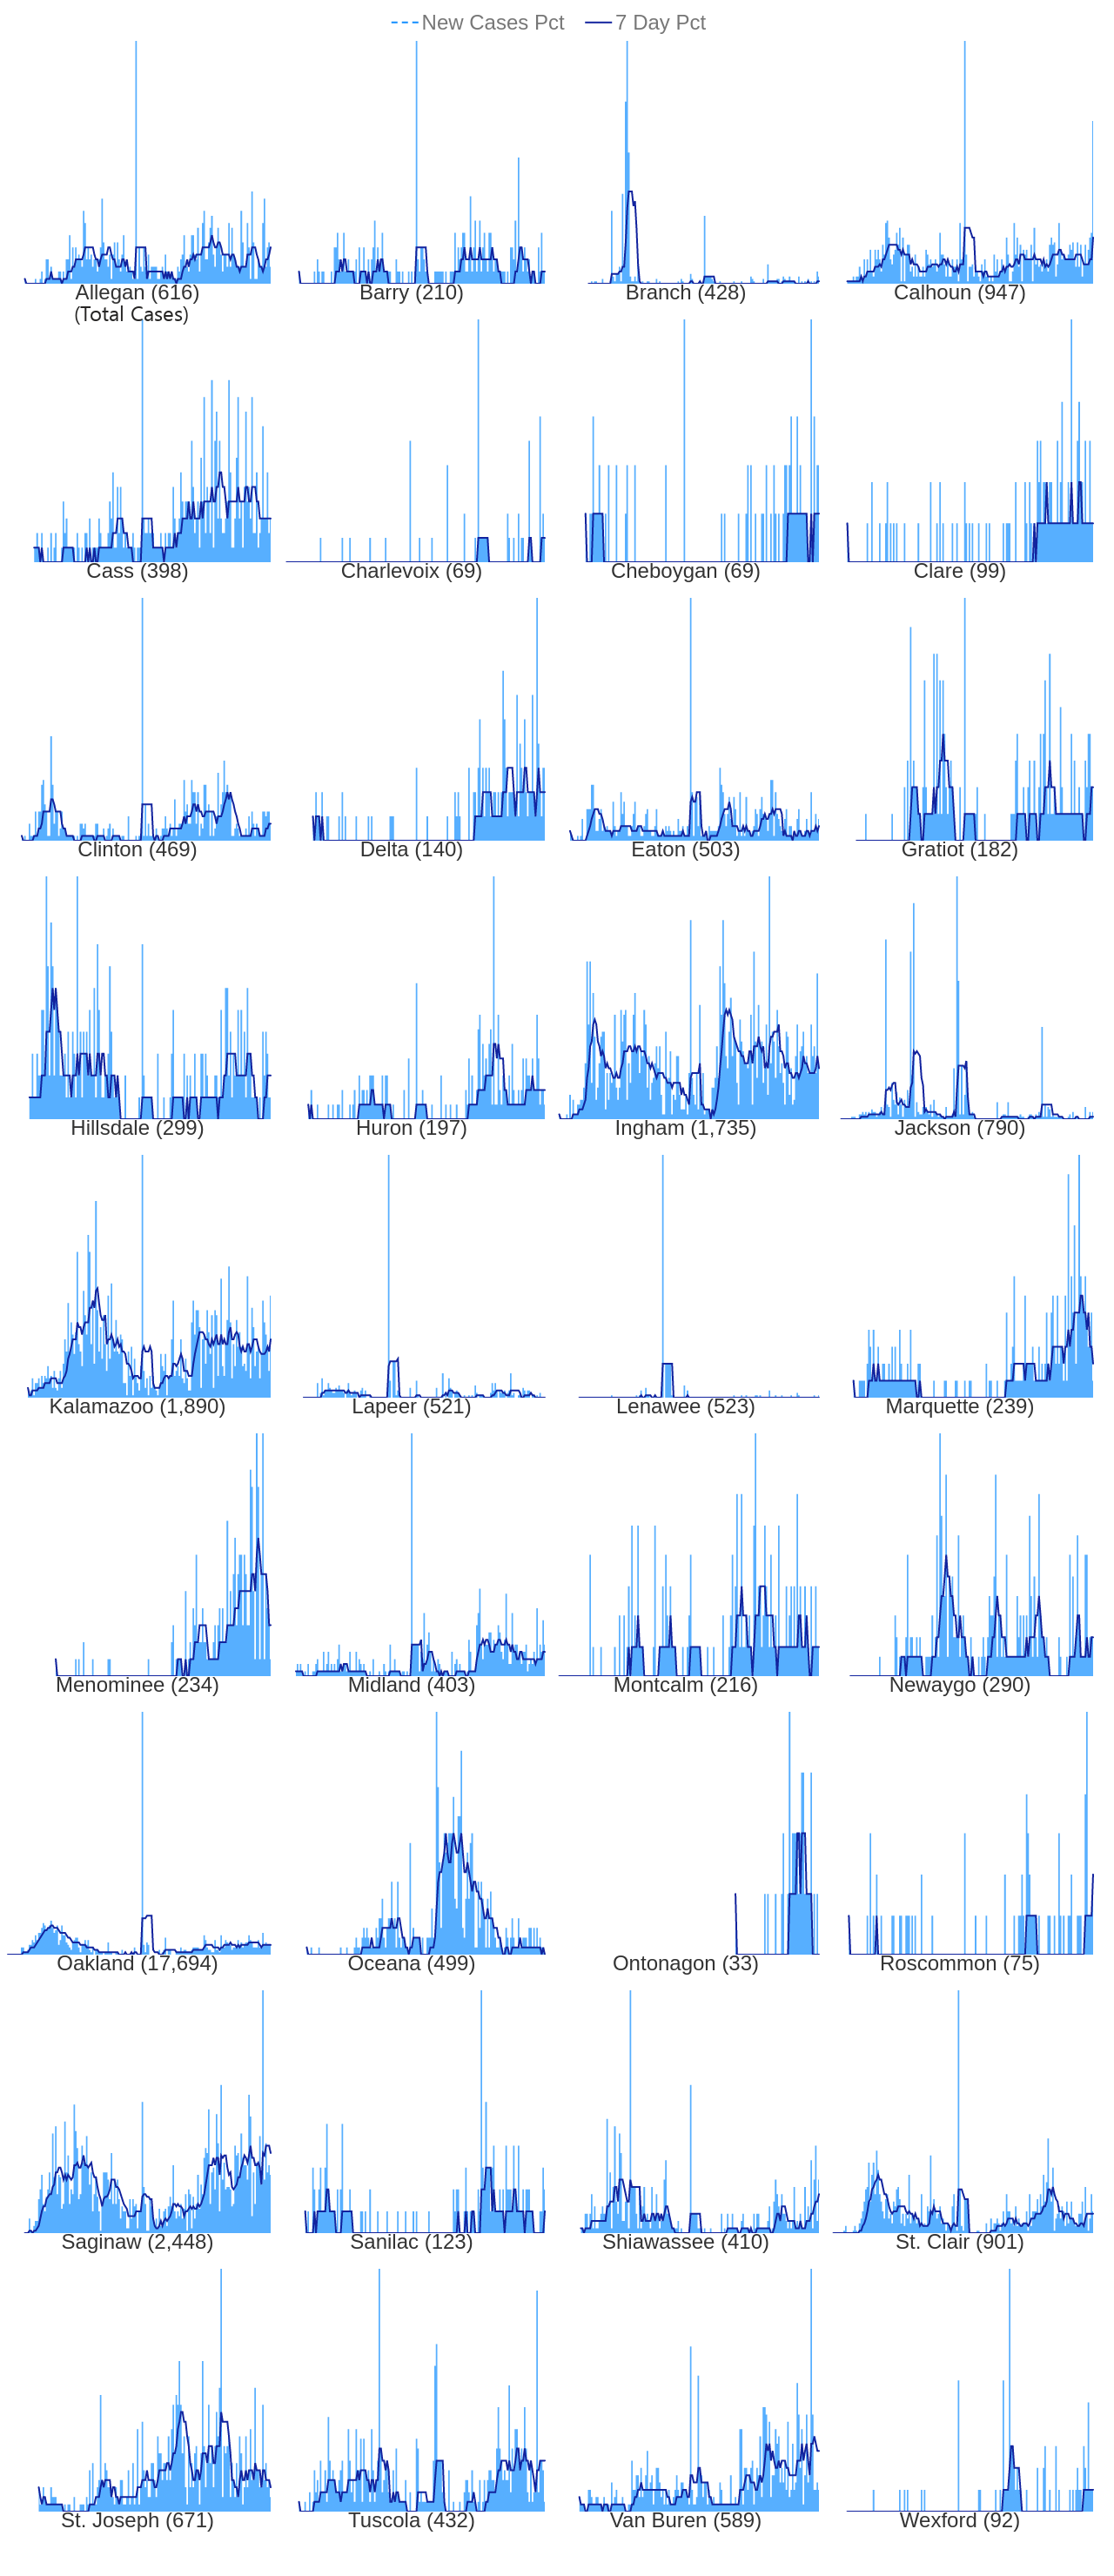 New Cases Pct 7 Day Pct
Allegan (616) Barry (210) Branch (428) Calhoun (947)
(Total Cases)
Cass (398) Charlevoix (69) Cheboygan (69) Clare (99)
Clinton (469) Delta (140) Eaton (503) Gratiot (182)
Hillsdale (299) Huron (197) Ingham (1,735) Jackson (790)
Kalamazoo (1,890) Lapeer (521) Lenawee (523) Marquette (239)
Menominee (234) Midland (403) Montcalm (216) Newaygo (290)
Oakland (17,694) Oceana (499) Ontonagon (33) Roscommon (75)
Saginaw (2,448) Sanilac (123) Shiawassee (410) St. Clair (901)
St. Joseph (671) Tuscola (432) Van Buren (589) Wexford (92)